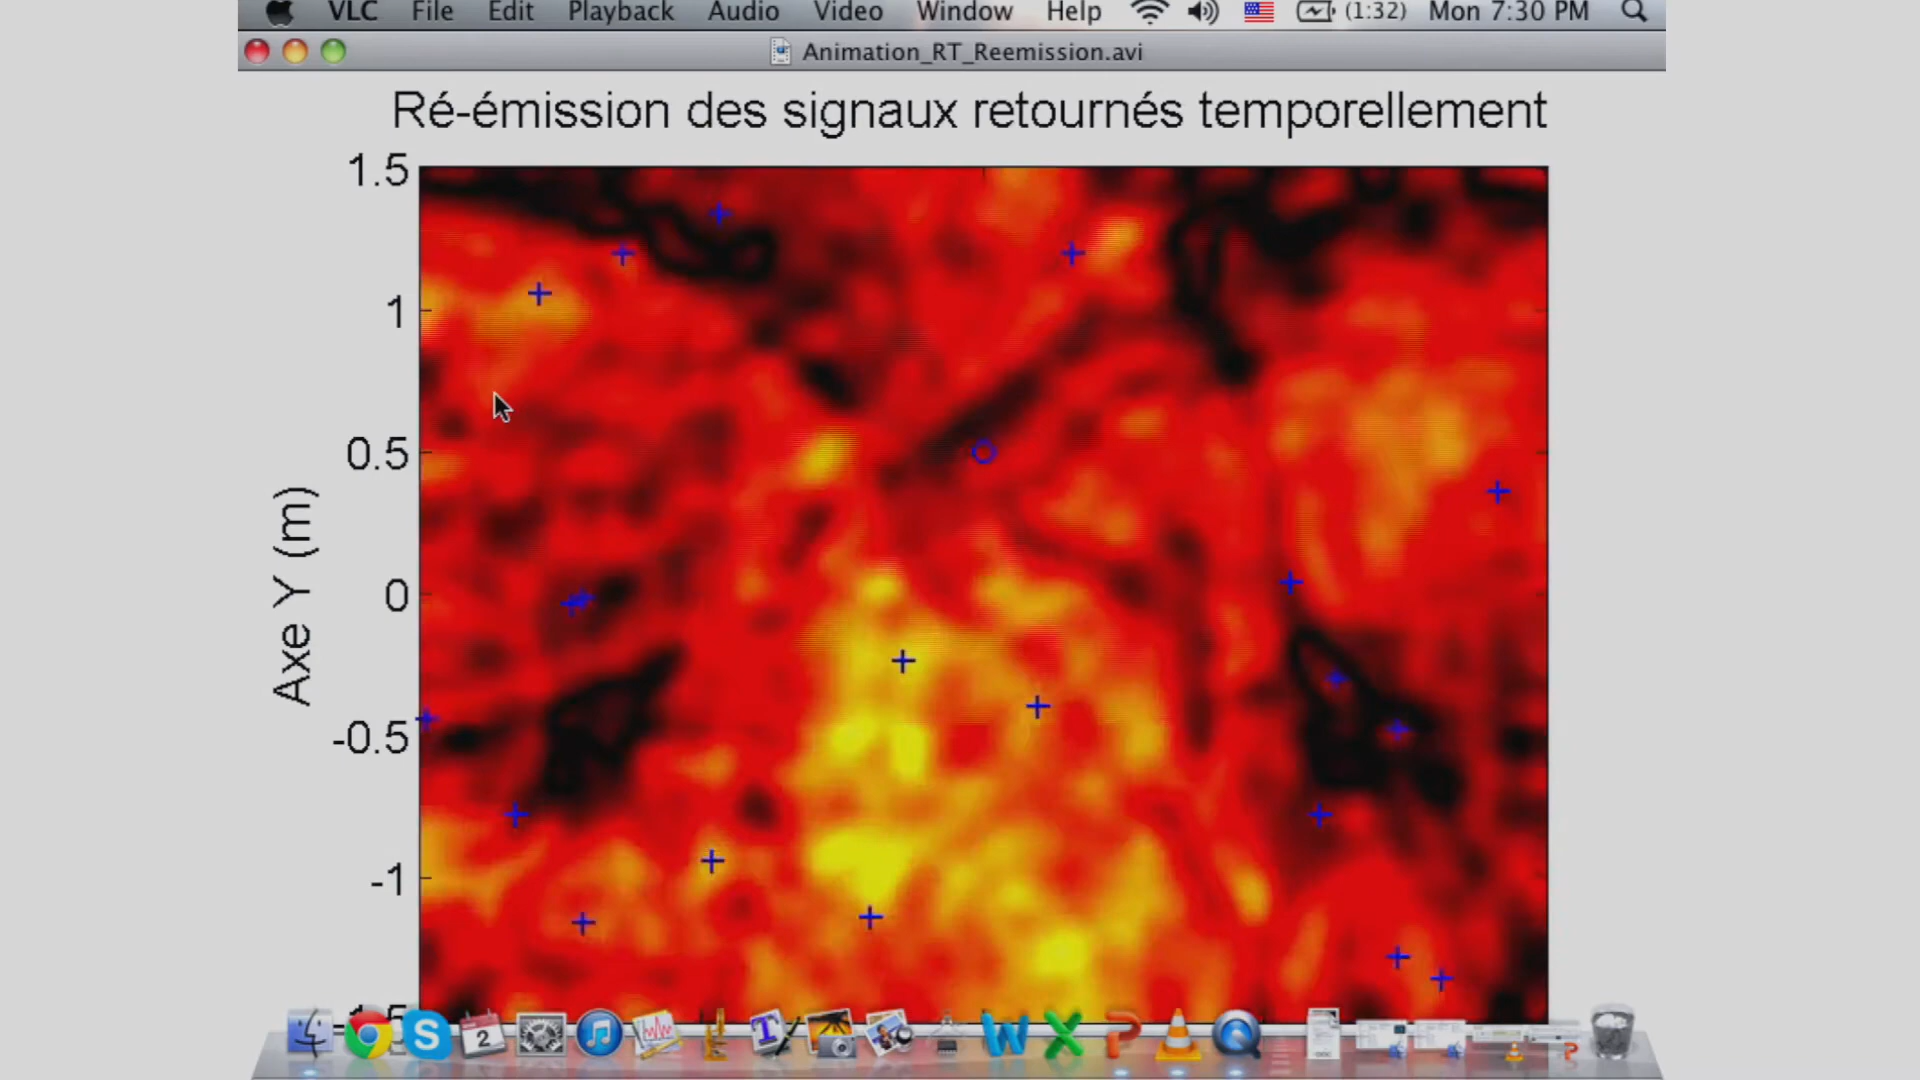 VLC File Edit Playback Audio Video Window Help (1:32) Mon 7:30 PM
Animation_RT_Reemission.avi
Ré-émission des signaux retournés temporellement
1.5
1
0.5
0
-0.5
-1
Axe Y (m)
2